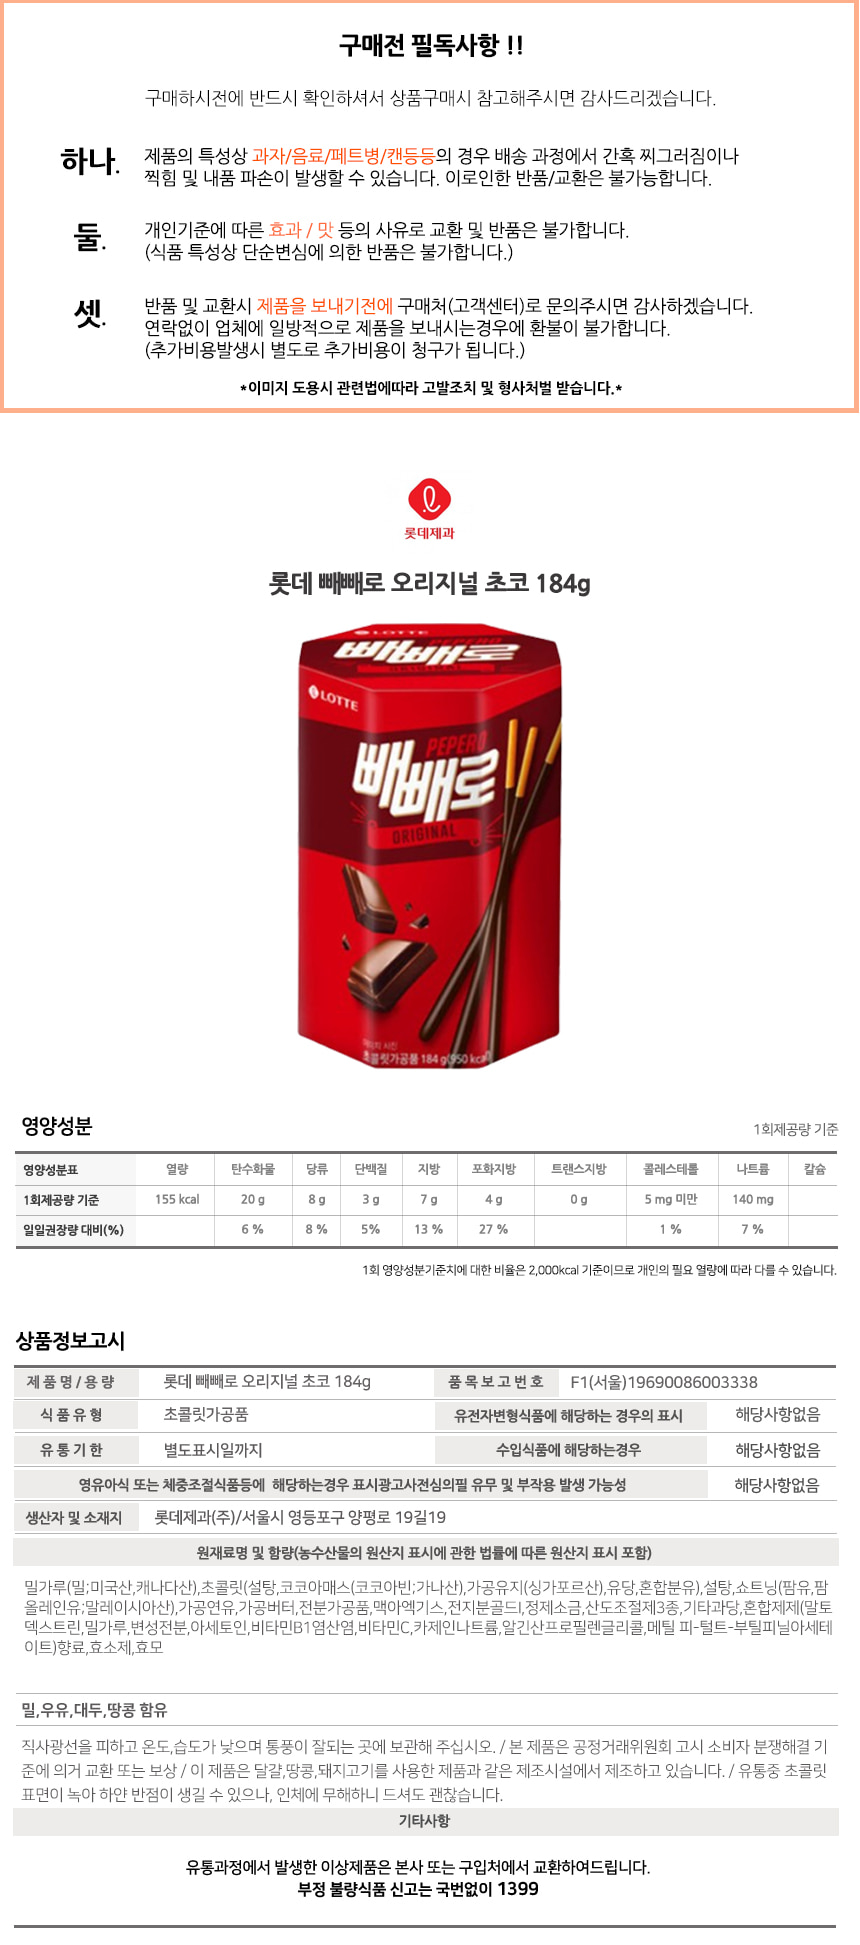 구매전 필독사항 !!
구매하시전에 반드시 확인하셔서 상품구매시 참고해주시면 감사드리겠습니다.
하나. 제품의 특성상 과자/음료/페트병/캔등등의 경우 배송 과정에서 간혹 찌그러짐이나
찍힘 및 내품 파손이 발생할 수 있습니다. 이로인한 반품/교환은 불가능합니다.
둘. 개인기준에 따른 효과 / 맛 등의 사유로 교환 및 반품은 불가합니다.
(식품 특성상 단순변심에 의한 반품은 불가합니다.)
셋. 반품 및 교환시 제품을 보내기전에 구매처(고객센터)로 문의주시면 감사하겠습니다.
연락없이 업체에 일방적으로 제품을 보내시는경우에 환불이 불가합니다.
(추가비용발생시 별도로 추가비용이 청구가 됩니다.)
*이미지 도용시 관련법에따라 고발조치 및 형사처벌 받습니다.*
롯데제과
롯데 빼빼로 오리지널 초코 184g
LOTTE
PEPERO
빼빼로
ORIGINAL
LOTTE
PEPERO
빼빼로
ORIGINAL
이미지 사진
초콜릿가공품 184 g(950 kcal)
영양성분
1회제공량 기준
영양성분표 열량 탄수화물 당류 단백질 지방 포화지방 트랜스지방 콜레스테롤 나트륨 칼슘
1회제공량 기준 155 kcal 20 g 8 g 3 g 7 g 4 g 0 g 5 mg 미만 140 mg
일일권장량 대비(%) 6 % 8 % 5% 13 % 27 % 1 % 7 %
1회 영양성분기준치에 대한 비율은 2,000kcal 기준이므로 개인의 필요 열량에 따라 다를 수 있습니다.
상품정보고시
제 품 명 / 용 량 롯데 빼빼로 오리지널 초코 184g 품 목 보 고 번 호 F1(서울)19690086003338
식 품 유 형 초콜릿가공품 유전자변형식품에 해당하는 경우의 표시 해당사항없음
유 통 기 한 별도표시일까지 수입식품에 해당하는경우 해당사항없음
영유아식 또는 체중조절식품등에 해당하는경우 표시광고사전심의필 유무 및 부작용 발생 가능성 해당사항없음
생산자 및 소재지 롯데제과(주)/서울시 영등포구 양평로 19길19
원재료명 및 함량(농수산물의 원산지 표시에 관한 법률에 따른 원산지 표시 포함)
밀가루(밀;미국산,캐나다산),초콜릿(설탕,코코아매스(코코아빈;가나산),가공유지(싱가포르산),유당,혼합분유),설탕,쇼트닝(팜유,팜
올레인유;말레이시아산),가공연유,가공버터,전분가공품,맥아엑기스,전지분골드I,정제소금,산도조절제3종,기타과당,혼합제제(말토
덱스트린,밀가루,변성전분,아세토인,비타민B1염산염,비타민C,카제인나트륨,알긴산프로필렌글리콜,메틸 피-털트-부틸피닐아세테
이트)향료,효소제,효모
밀,우유,대두,땅콩 함유
직사광선을 피하고 온도,습도가 낮으며 통풍이 잘되는 곳에 보관해 주십시오. / 본 제품은 공정거래위원회 고시 소비자 분쟁해결 기
준에 의거 교환 또는 보상 / 이 제품은 달걀,땅콩,돼지고기를 사용한 제품과 같은 제조시설에서 제조하고 있습니다. / 유통중 초콜릿
표면이 녹아 하얀 반점이 생길 수 있으나, 인체에 무해하니 드셔도 괜찮습니다.
기타사항
유통과정에서 발생한 이상제품은 본사 또는 구입처에서 교환하여드립니다.
부정 불량식품 신고는 국번없이 1399